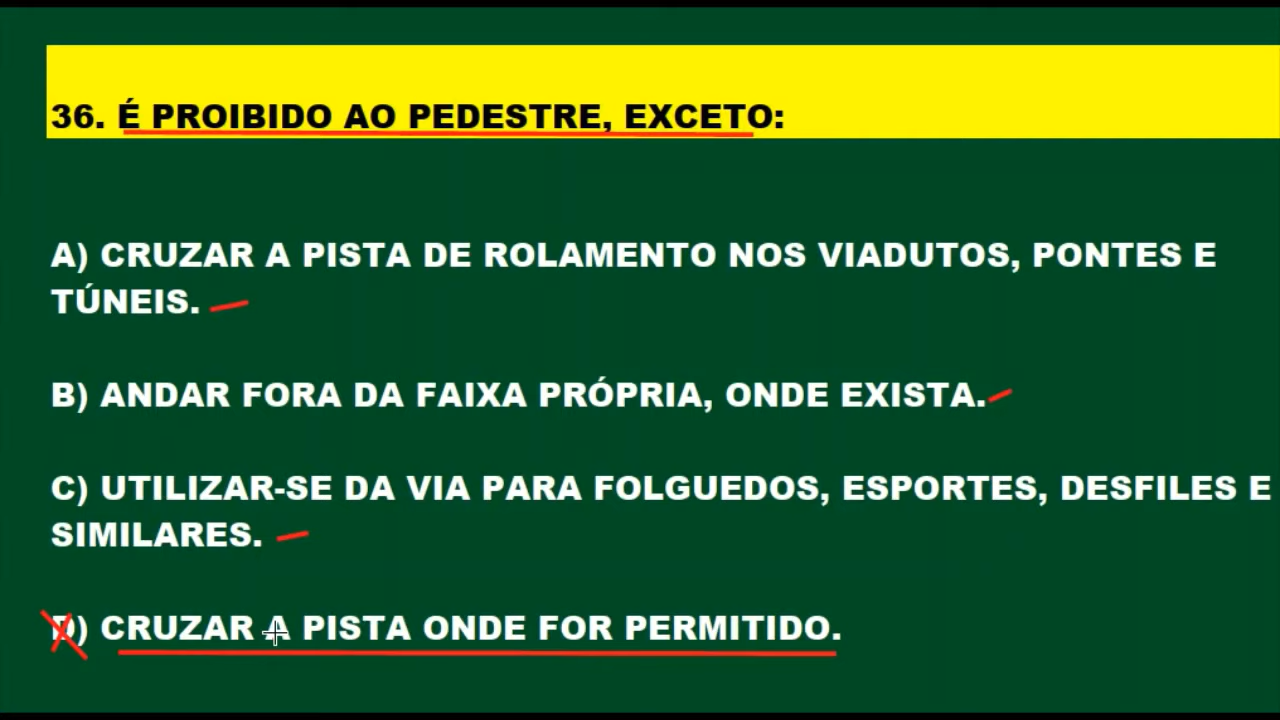 36. É PROIBIDO AO PEDESTRE, EXCETO:
A) CRUZAR A PISTA DE ROLAMENTO NOS VIADUTOS, PONTES E
TÚNEIS.
B) ANDAR FORA DA FAIXA PRÓPRIA, ONDE EXISTA.
C) UTILIZAR-SE DA VIA PARA FOLGUEDOS, ESPORTES, DESFILES E
SIMILARES.
D) CRUZAR A PISTA ONDE FOR PERMITIDO.